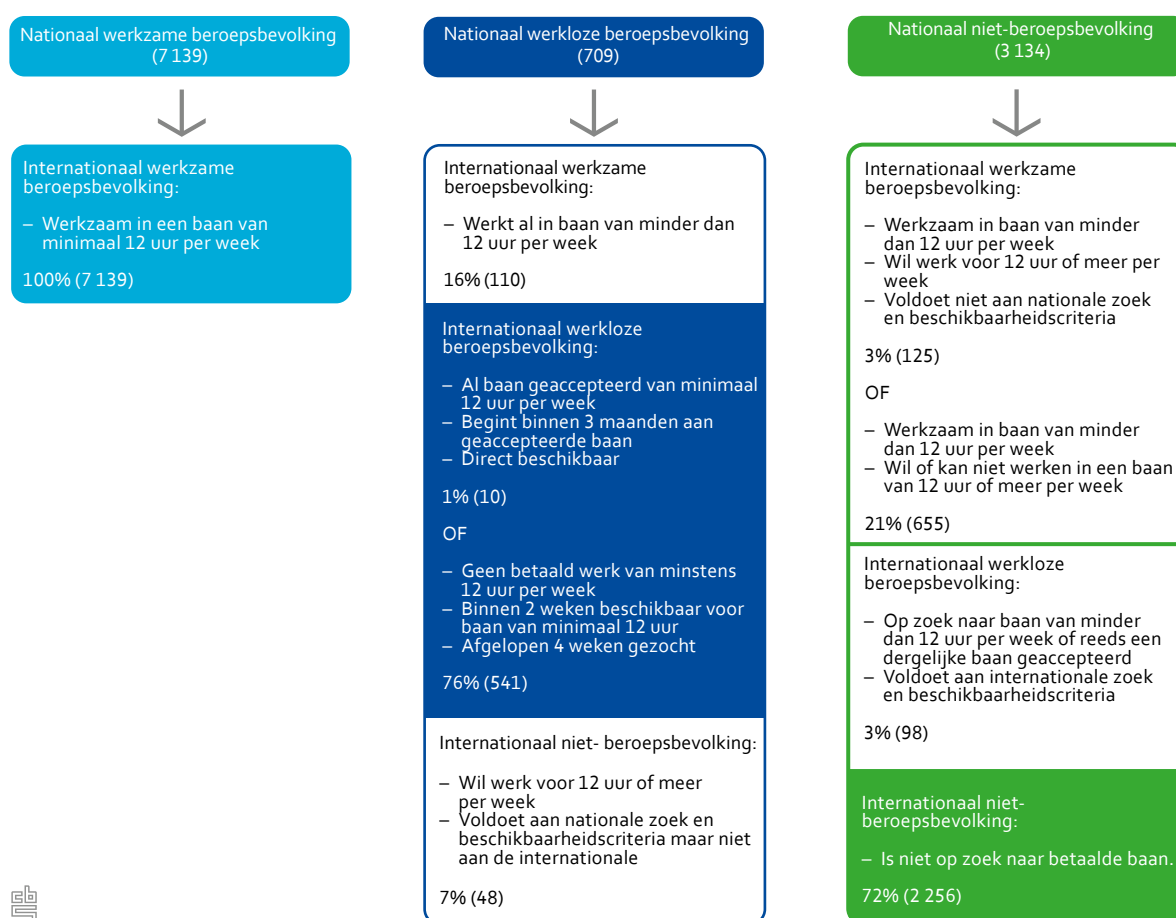 Nationaal werkzame beroepsbevolking
(7 139)
Internationaal werkzame
beroepsbevolking:
– Werkzaam in een baan van
minimaal 12 uur per week
100% (7 139)
Nationaal werkloze beroepsbevolking
(709)
Internationaal werkzame
beroepsbevolking:
– Werkt al in baan van minder dan
12 uur per week
16% (110)
Internationaal werkloze
beroepsbevolking:
– Al baan geaccepteerd van minimaal
12 uur per week
– Begint binnen 3 maanden aan
geaccepteerde baan
– Direct beschikbaar
1% (10)
OF
– Geen betaald werk van minstens
12 uur per week
– Binnen 2 weken beschikbaar voor
baan van minimaal 12 uur
– Afgelopen 4 weken gezocht
76% (541)
Internationaal niet- beroepsbevolking:
– Wil werk voor 12 uur of meer
per week
– Voldoet aan nationale zoek en
beschikbaarheidscriteria maar niet
aan de internationale
7% (48)
Nationaal niet-beroepsbevolking
(3 134)
Internationaal werkzame
beroepsbevolking:
– Werkzaam in baan van minder
dan 12 uur per week
– Wil werk voor 12 uur of meer per
week
– Voldoet niet aan nationale zoek
en beschikbaarheidscriteria
3% (125)
OF
– Werkzaam in baan van minder
dan 12 uur per week
– Wil of kan niet werken in een baan
van 12 uur of meer per week
21% (655)
Internationaal werkloze
beroepsbevolking:
– Op zoek naar baan van minder
dan 12 uur per week of reeds een
dergelijke baan geaccepteerd
– Voldoet aan internationale zoek
en beschikbaarheidscriteria
3% (98)
Internationaal niet-
beroepsbevolking:
– Is niet op zoek naar betaalde baan.
72% (2 256)
cbs